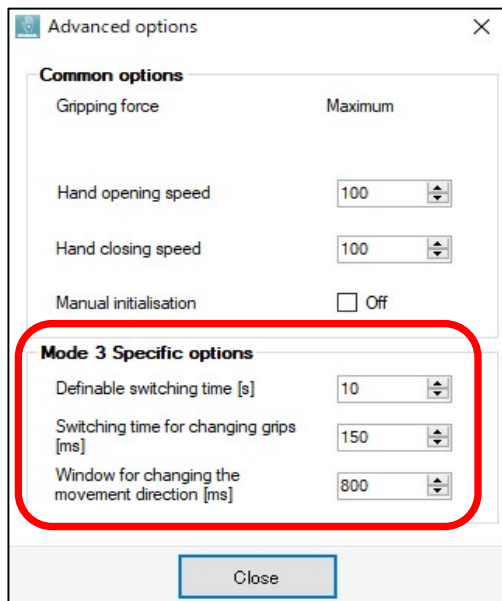 Advanced options
Common options
Gripping force Maximum
Hand opening speed 100
Hand closing speed 100
Manual initialisation Off
Mode 3 Specific options
Definable switching time [s] 10
Switching time for changing grips
[ms] 150
Window for changing the
movement direction [ms] 800
Close